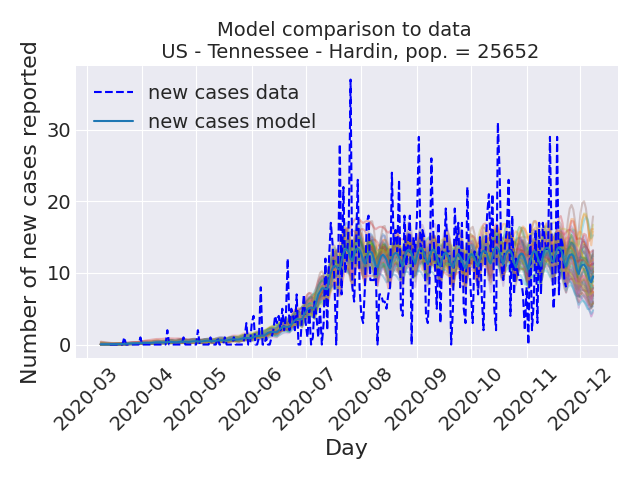 Model comparison to data
US - Tennessee - Hardin, pop. = 25652
Number of new cases reported
new cases data
new cases model
30
20
10
0
2020-03
2020-04
2020-05
2020-06
2020-07
2020-08
2020-09
2020-10
2020-11
2020-12
Day